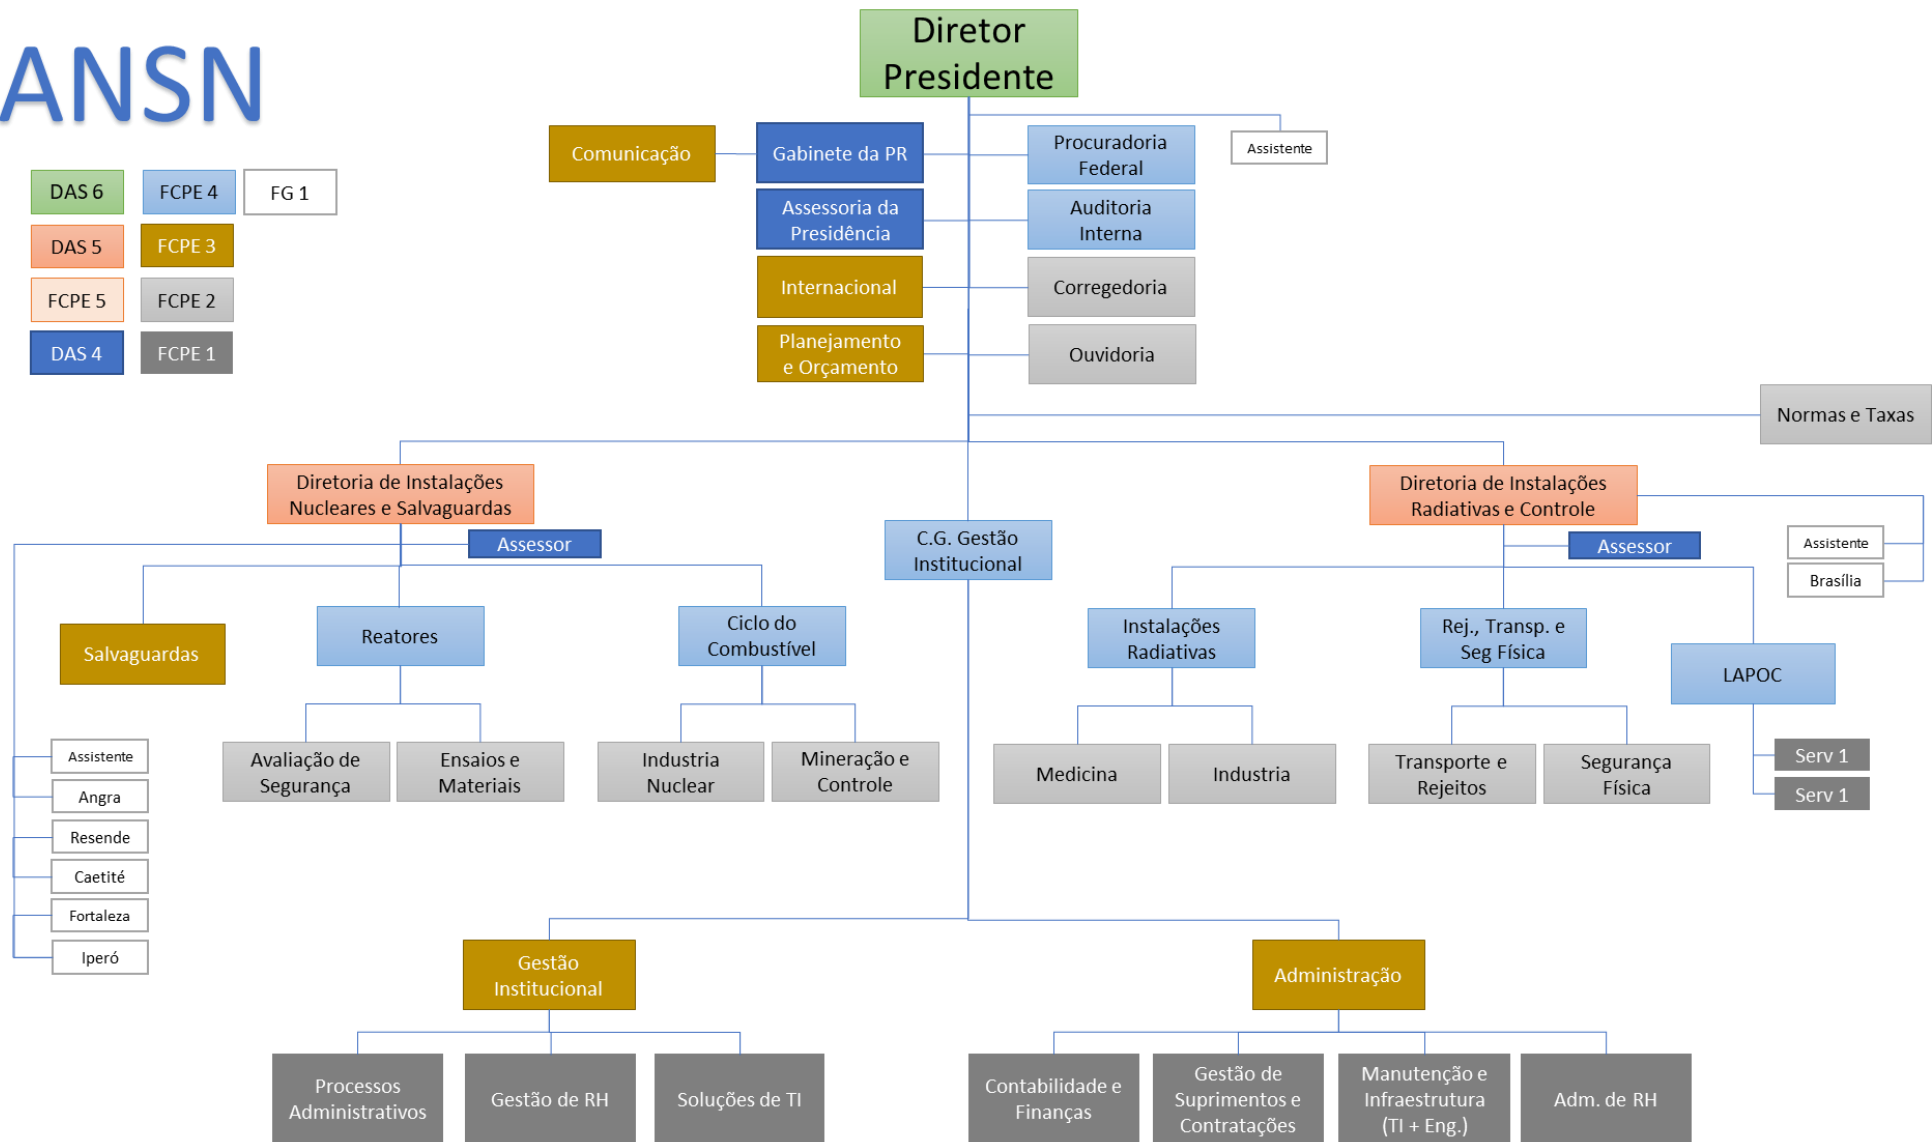 ANSN
DAS 6
FCPE 4
FG 1
DAS 5
FCPE 3
FCPE 5
FCPE 2
DAS 4
FCPE 1
Diretor
Presidente
Comunicação
Gabinete da PR
Procuradoria
Federal
Assistente
Assessoria da
Presidência
Auditoria
Interna
Internacional
Corregedoria
Planejamento
e Orçamento
Ouvidoria
Normas e Taxas
Diretoria de Instalações
Nucleares e Salvaguardas
Assessor
C.G. Gestão
Institucional
Diretoria de Instalações
Radiativas e Controle
Assessor
Assistente
Brasília
Salvaguardas
Reatores
Ciclo do
Combustível
Instalações
Radiativas
Rej., Transp. e
Seg Física
LAPOC
Avaliação de
Segurança
Ensaios e
Materiais
Industria
Nuclear
Mineração e
Controle
Medicina
Industria
Transporte e
Rejeitos
Segurança
Física
Serv 1
Serv 1
Assistente
Angra
Resende
Caetité
Fortaleza
Iperó
Gestão
Institucional
Administração
Processos
Administrativos
Gestão de RH
Soluções de TI
Contabilidade e
Finanças
Gestão de
Suprimentos e
Contratações
Manutenção e
Infraestrutura
(TI + Eng.)
Adm. de RH